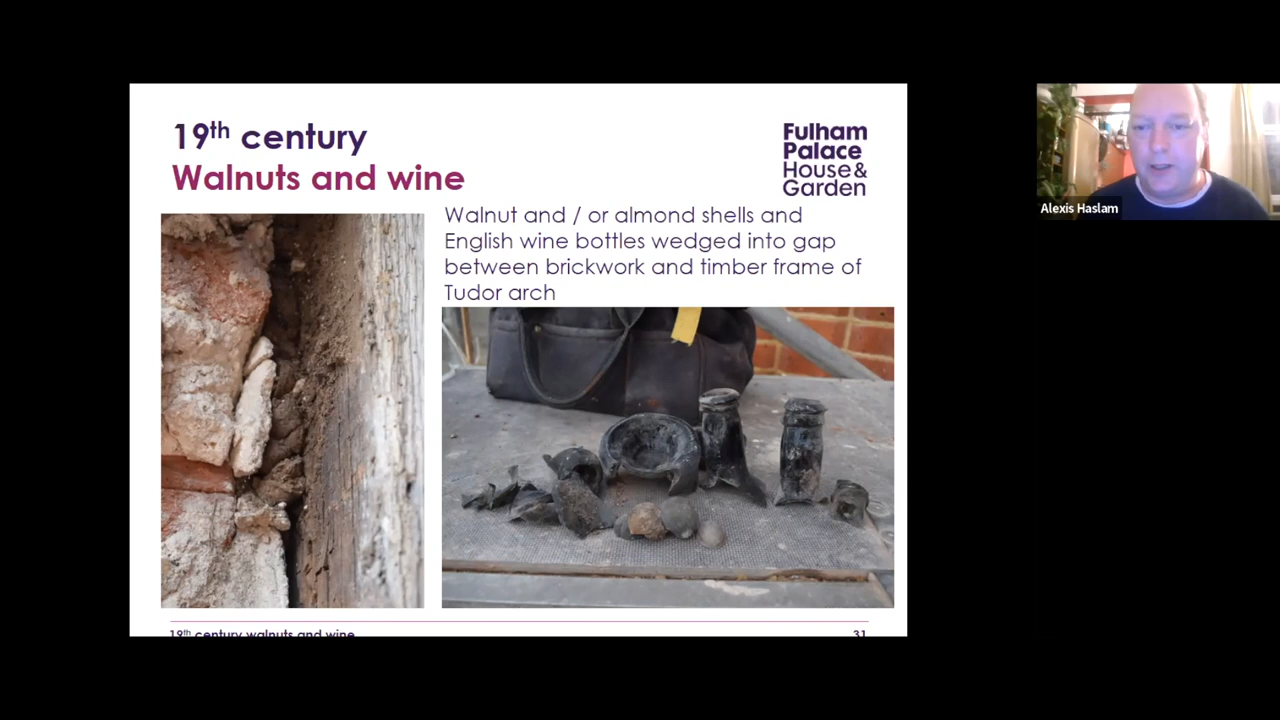 19th century
Walnuts and wine
Fulham
Palace
House &
Garden
Walnut and / or almond shells and
English wine bottles wedged into gap
between brickwork and timber frame of
Tudor arch
19th century walnuts and wine
31
Alexis Haslam